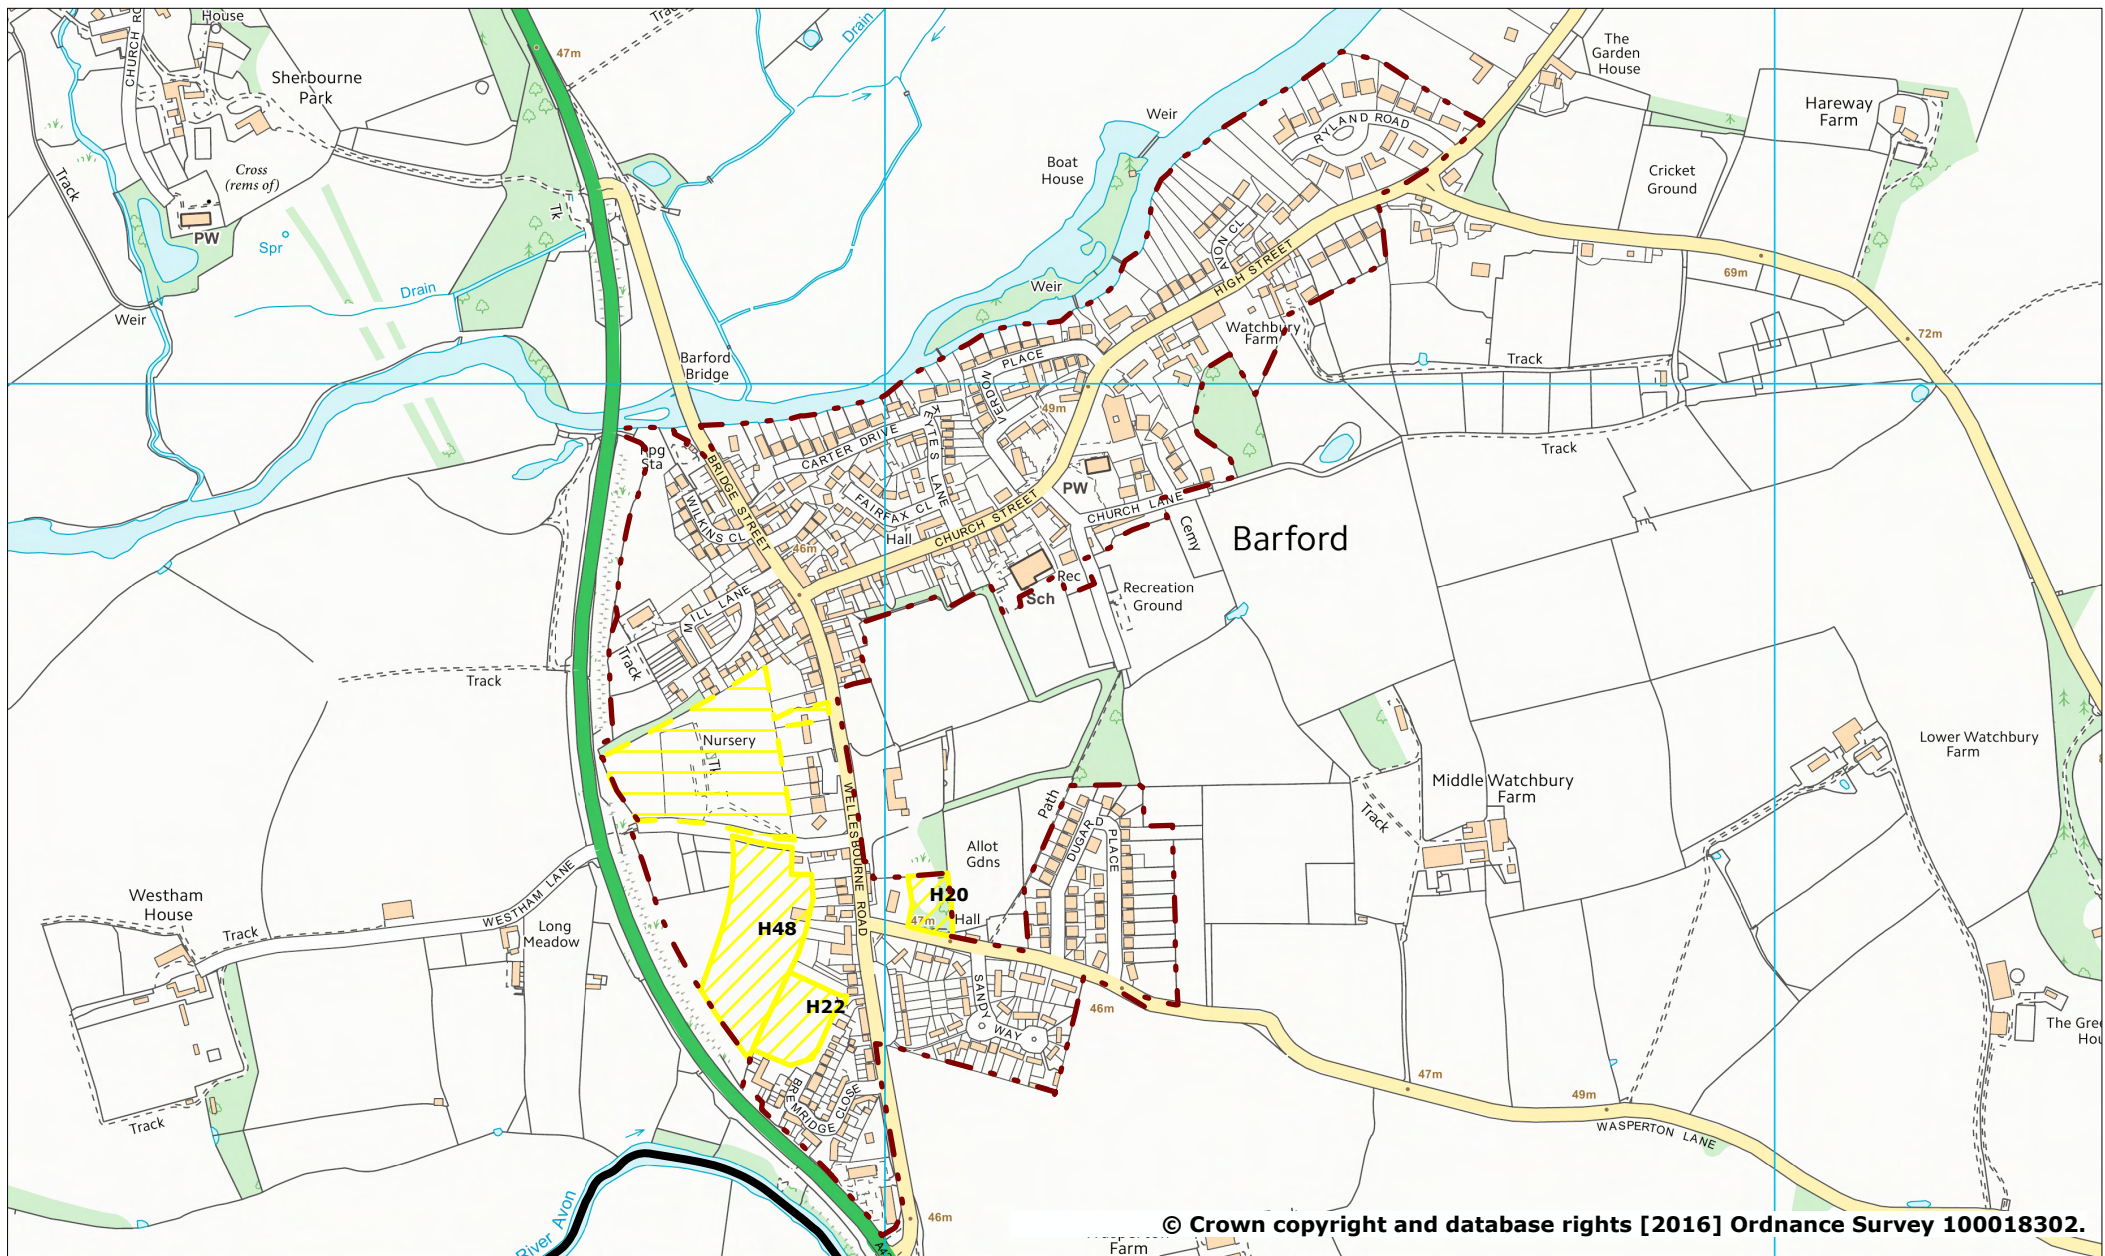 House
CHURCH RO
Sherbourne
Park
Track
Cross
(rems of)
PW
Spr
Drain
Weir
47m
Tk
Drain
Barford
Bridge
Boat
House
Weir
Weir
RYLAND ROAD
AVON CL
HIGH STREET
The
Garden
House
Hareway
Farm
Cricket
Ground
69m
72m
Watchbury
Farm
Track
Track
PLACE
VERDON
49m
KEYTES LANE
CARTER DRIVE
FAIRFAX CL
Ppg
Sta
BRIDGE STREET
WILKINS CL
46m
Hall
CHURCH STREET
PW
CHURCH LANE
Cemy
Barford
Rec
Sch
Recreation
Ground
MILL LANE
Track
Track
Nursery
WELLESBOURNE ROAD
Allot
Gdns
Path
DUGARD
PLACE
Track
Middle Watchbury
Farm
Lower Watchbury
Farm
H20
47m
Hall
H48
H22
Westham
House
Track
WESTHAM LANE
Long
Meadow
SANDY
WAY
46m
BREMRIDGE
CLOSE
Track
47m
49m
WASPERTON LANE
The Gree
Hou
River Avon
46m
Farm
© Crown copyright and database rights [2016] Ordnance Survey 100018302.